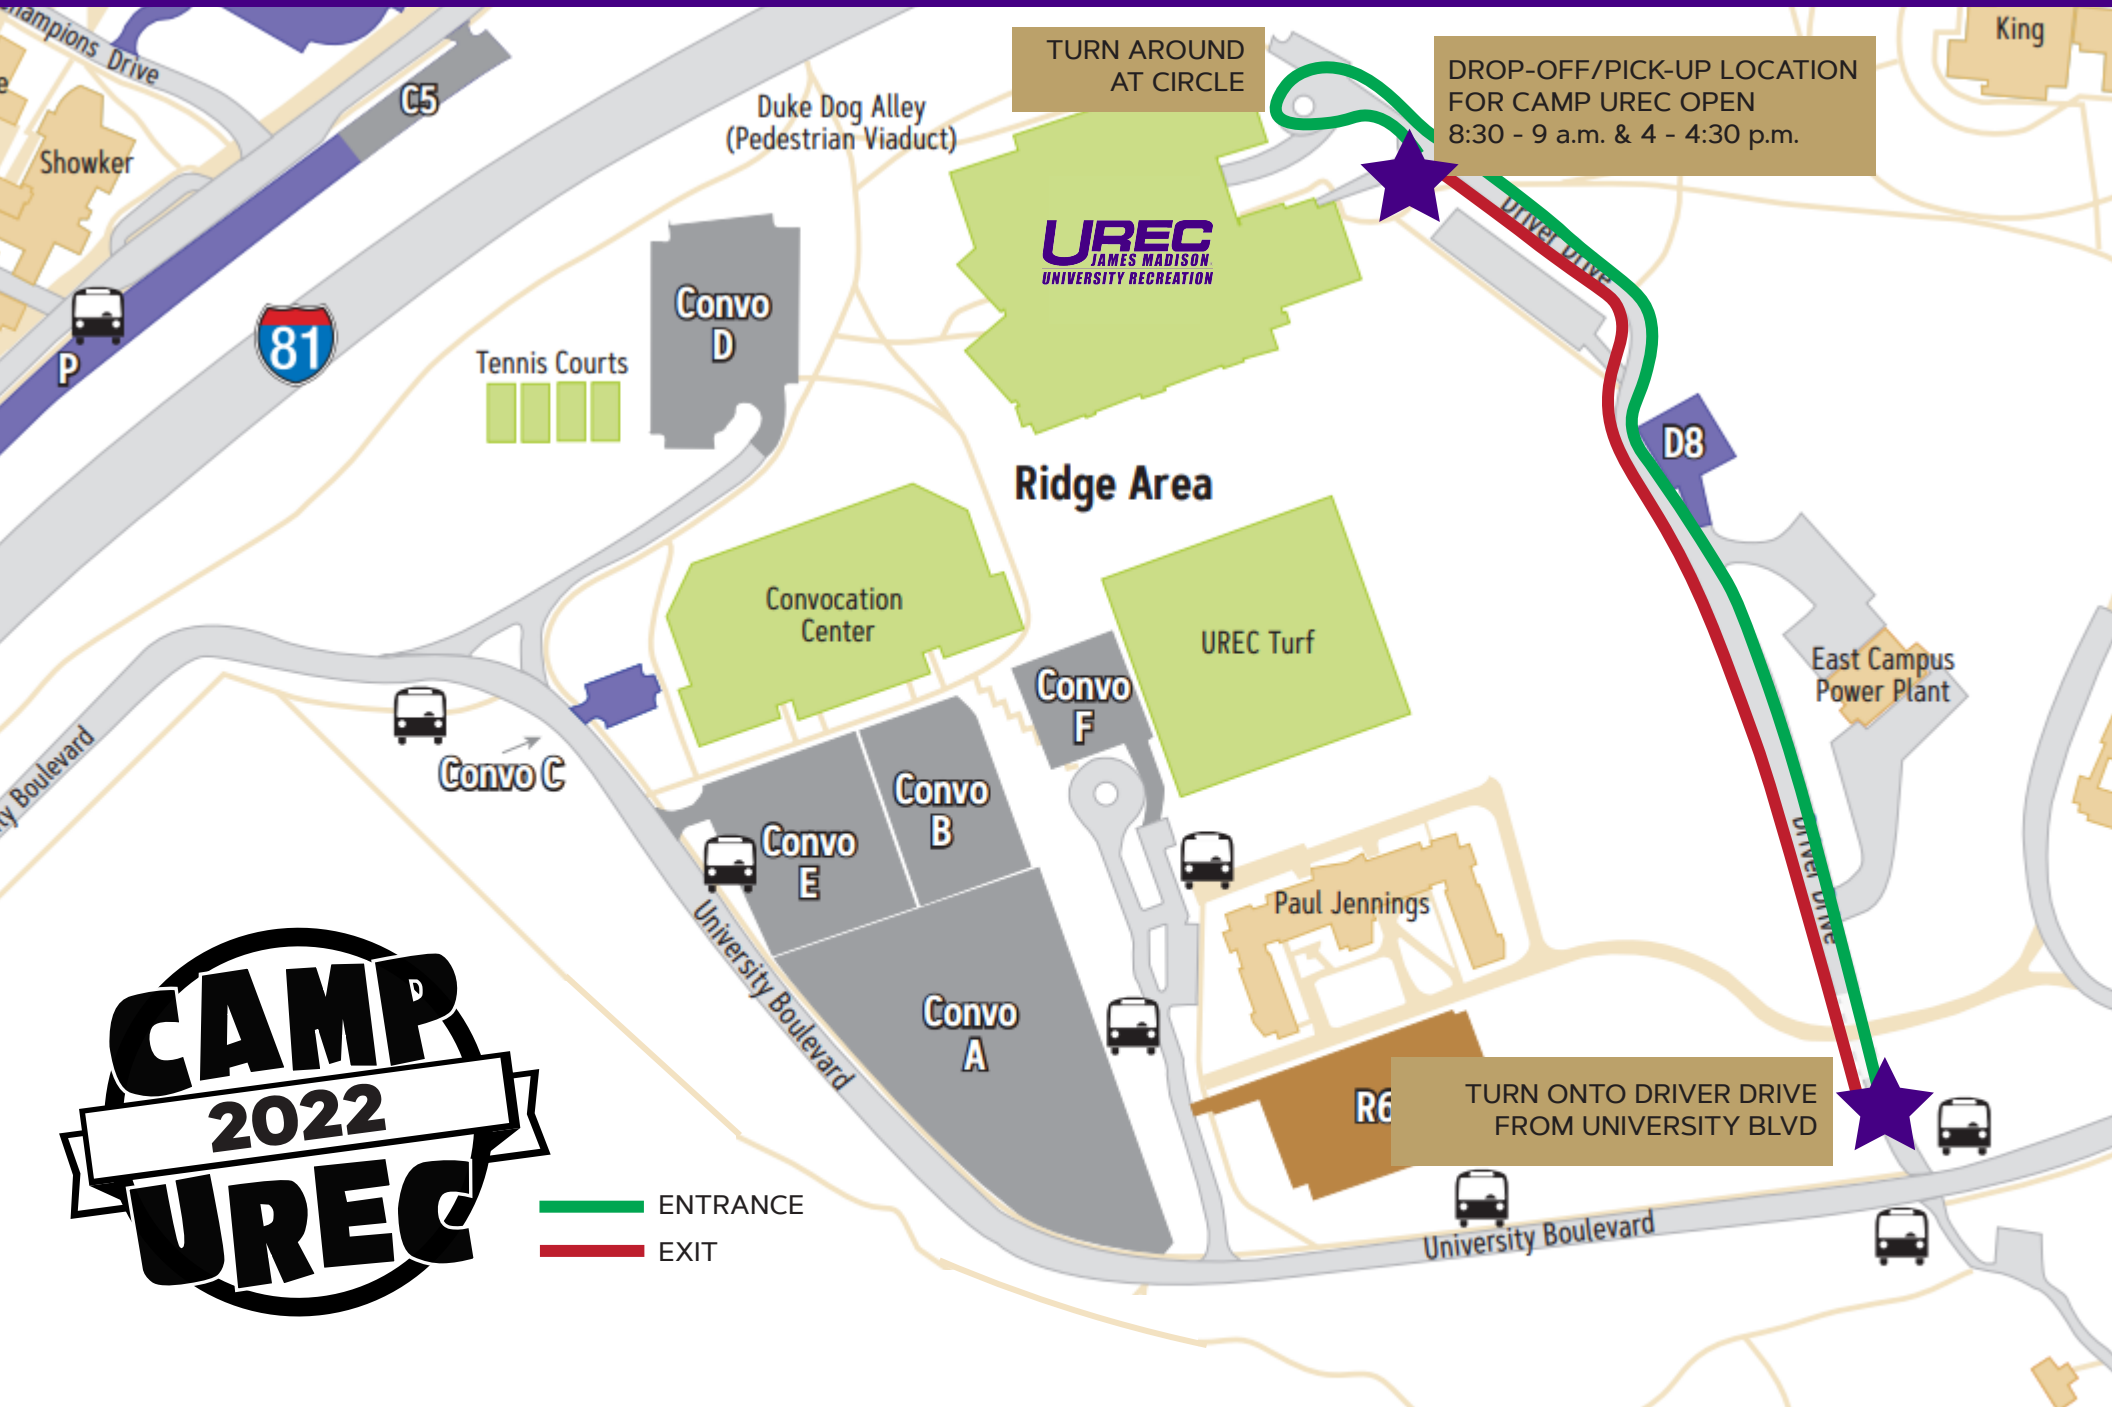 Champions Drive
C5
Showker
P
81
Duke Dog Alley
(Pedestrian Viaduct)
TURN AROUND
AT CIRCLE
DROP-OFF/PICK-UP LOCATION
FOR CAMP UREC OPEN
8:30 - 9 a.m. & 4 - 4:30 p.m.
King
UREC
JAMES MADISON
UNIVERSITY RECREATION
Driver Drive
Convo
D
Tennis Courts
D8
Ridge Area
Convocation
Center
UREC Turf
East Campus
Power Plant
Convo
F
Boulevard
Convo C
Convo
B
Convo
E
University Boulevard
Paul Jennings
Driver Drive
Convo
A
R6
TURN ONTO DRIVER DRIVE
FROM UNIVERSITY BLVD
University Boulevard
CAMP
2022
UREC
ENTRANCE
EXIT